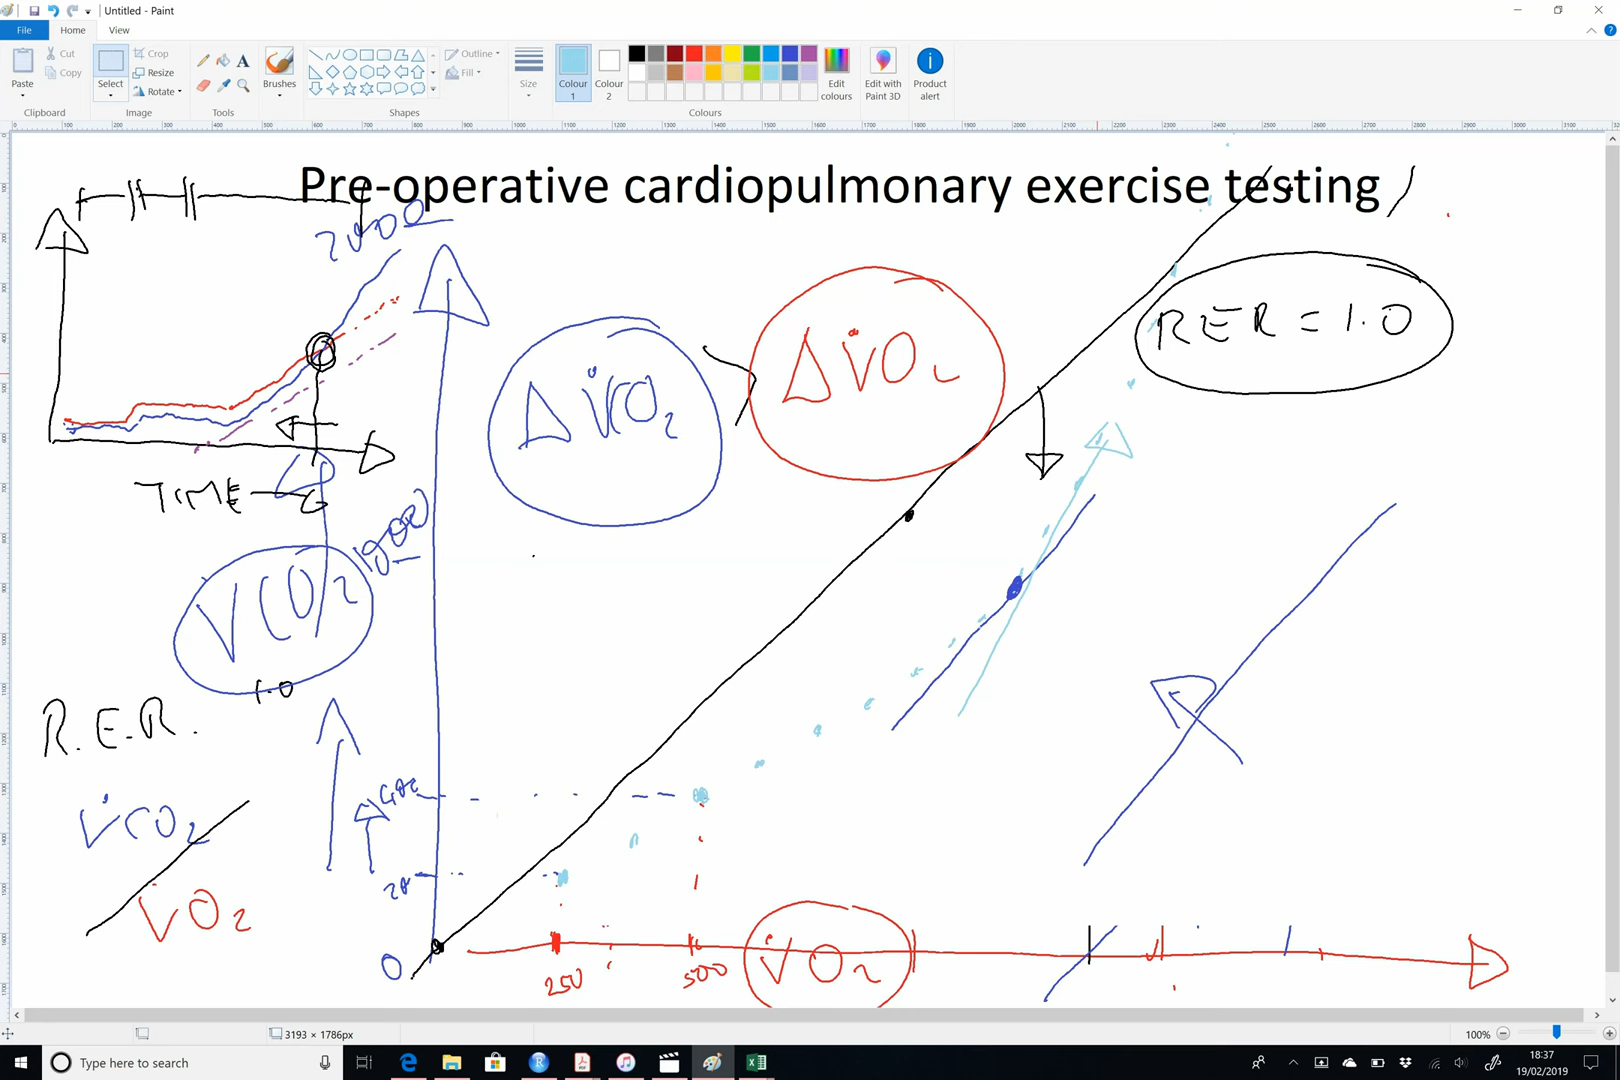 Untitled - Paint
File
Home
View
Paste
Cut
Copy
Clipboard
Select
Crop
Resize
Rotate
Image
A
Tools
Brushes
Outline
Fill
Shapes
Size
Colour 1
Colour 2
Edit colours
Colours
Edit with Paint 3D
Product alert
Pre-operative cardiopulmonary exercise testing
RER = 1.0
ΔV̇CO₂
ΔV̇O₂
TIME
VCO₂
1.0
R.E.R.
V̇CO₂
V̇O₂
0
250
500
V̇O₂
3193 × 1786px
100%
Type here to search
18:37
19/02/2019